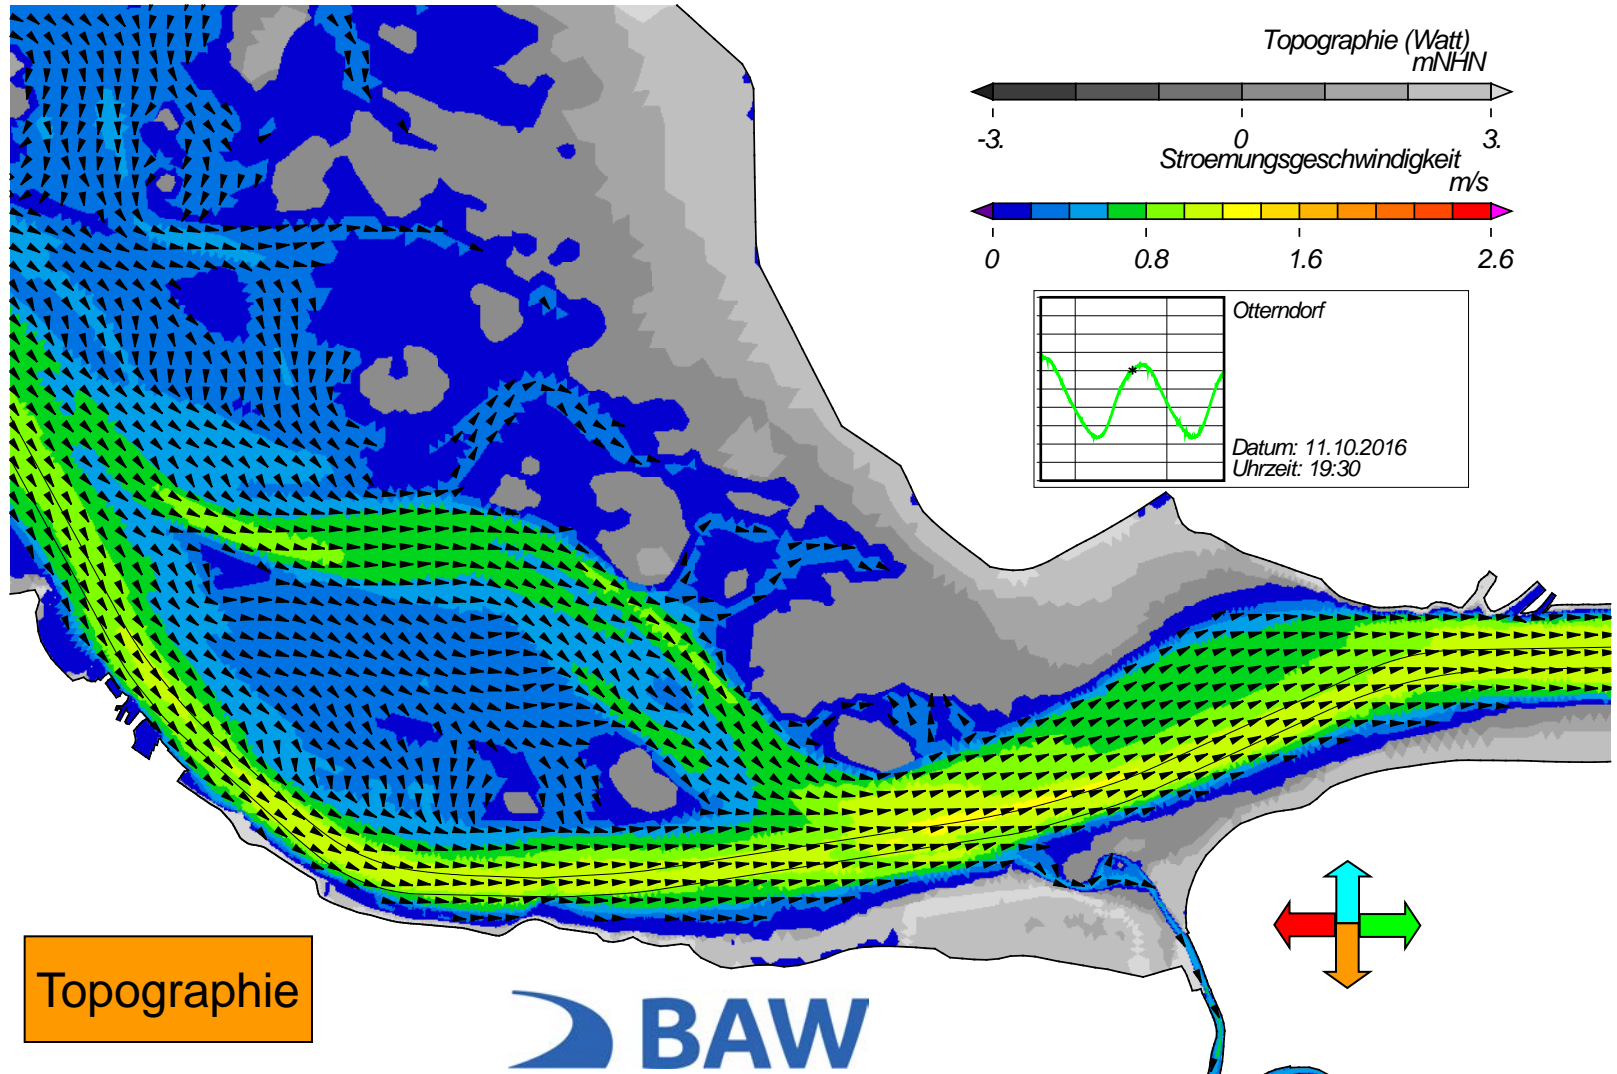 Topographie (Watt)
mNHN
-3. 0 3.
Stroemungsgeschwindigkeit
m/s
0 0.8 1.6 2.6
Otterndorf
Datum: 11.10.2016
Uhrzeit: 19:30
Topographie
BAW